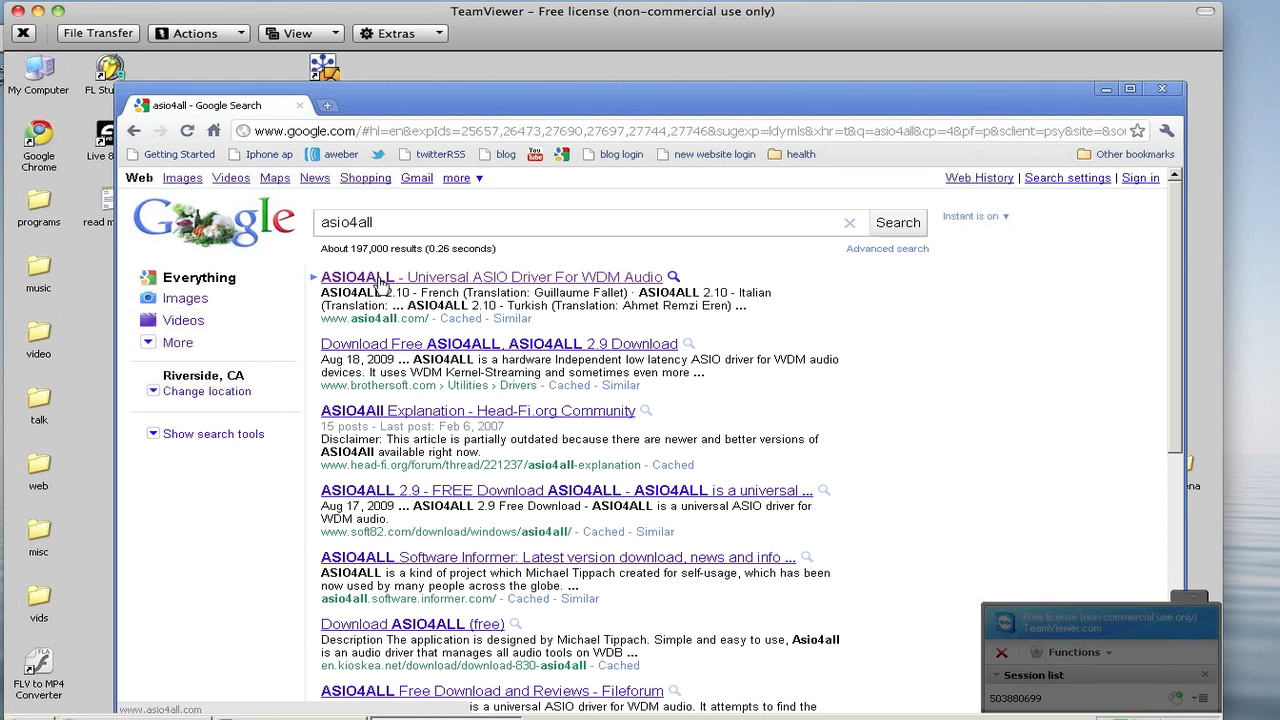 TeamViewer - Free license (non-commercial use only)
File Transfer
Actions
View
Extras
My Computer
FL Stu
asio4all - Google Search
www.google.com/#hl=en&expIds=25657,26473,27690,27697,27744,27746&sugexp=ldymls&xhr=t&q=asio4all&cp=4&pf=p&sclient=psy&site=&sou
Google
Chrome
Live 8
Getting Started
Iphone ap
aweber
twitterRSS
blog
blog login
new website login
health
Other bookmarks
Web Images Videos Maps News Shopping Gmail more
Web History | Search settings | Sign in
programs
read m
Google
asio4all
Search
Instant is on
About 197,000 results (0.26 seconds)
Advanced search
music
video
talk
web
misc
vids
FLV to MP4
Converter
Everything
Images
Videos
More
Riverside, CA
Change location
Show search tools
ASIO4ALL - Universal ASIO Driver For WDM Audio
ASIO4ALL 2.10 - French (Translation: Guillaume Fallet) · ASIO4ALL 2.10 - Italian
(Translation: ... ASIO4ALL 2.10 - Turkish (Translation: Ahmet Remzi Eren) ...
www.asio4all.com/ - Cached - Similar
Download Free ASIO4ALL, ASIO4ALL 2.9 Download
Aug 18, 2009 ... ASIO4ALL is a hardware Independent low latency ASIO driver for WDM audio
devices. It uses WDM Kernel-Streaming and sometimes even more ...
www.brothersoft.com › Utilities › Drivers - Cached - Similar
ASIO4All Explanation - Head-Fi.org Community
15 posts - Last post: Feb 6, 2007
Disclaimer: This article is partially outdated because there are newer and better versions of
ASIO4All available right now.
www.head-fi.org/forum/thread/221237/asio4all-explanation - Cached
ASIO4ALL 2.9 - FREE Download ASIO4ALL - ASIO4ALL is a universal ...
Aug 17, 2009 ... ASIO4ALL 2.9 Free Download - ASIO4ALL is a universal ASIO driver for
WDM audio.
www.soft82.com/download/windows/asio4all/ - Cached - Similar
ASIO4ALL Software Informer: Latest version download, news and info ...
ASIO4ALL is a kind of project which Michael Tippach created for self-usage, which has been
now used by many people across the globe. ...
asio4all.software.informer.com/ - Cached - Similar
Download ASIO4ALL (free)
Description The application is designed by Michael Tippach. Simple and easy to use, Asio4all
is an audio driver that manages all audio tools on WDB ...
en.kioskea.net/download/download-830-asio4all - Cached
ASIO4ALL Free Download and Reviews - Fileforum
is a universal ASIO driver for WDM audio. It attempts to find the
www.asio4all.com
ena
Free license (non-commercial use only)
TeamViewer.com
Functions
Session list
503880699